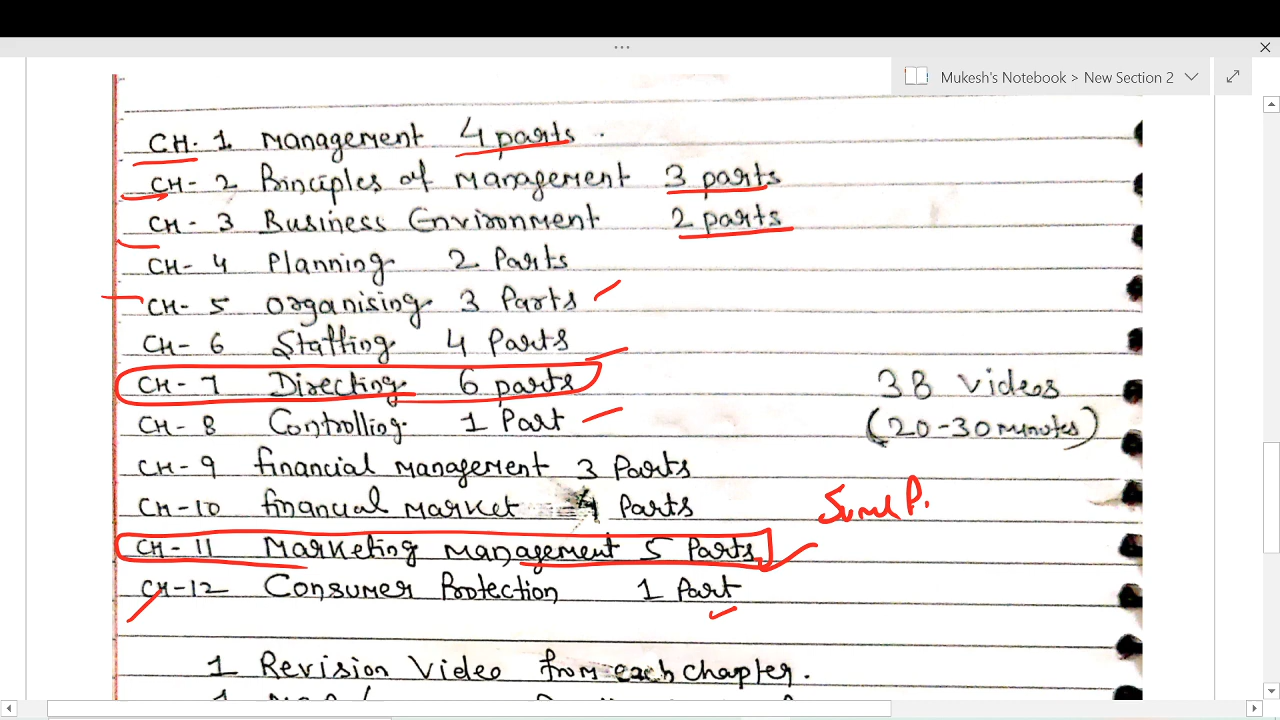 Mukesh's Notebook > New Section 2
CH. 1 Management 4 parts
CH- 2 Principles of Management 3 parts
CH- 3 Business Environment 2 parts
CH- 4 Planning 2 Parts
CH- 5 Organising 3 Parts
CH- 6 Staffing 4 Parts
CH- 7 Directing 6 parts
38 Videos
CH- 8 Controlling 1 Part
(20-30 minutes)
CH- 9 financial management 3 Parts
CH-10 financial market 4 Parts
CH- 11 Marketing management 5 Parts
CH-12 Consumer Protection 1 Part
1 Revision Video from each chapter.